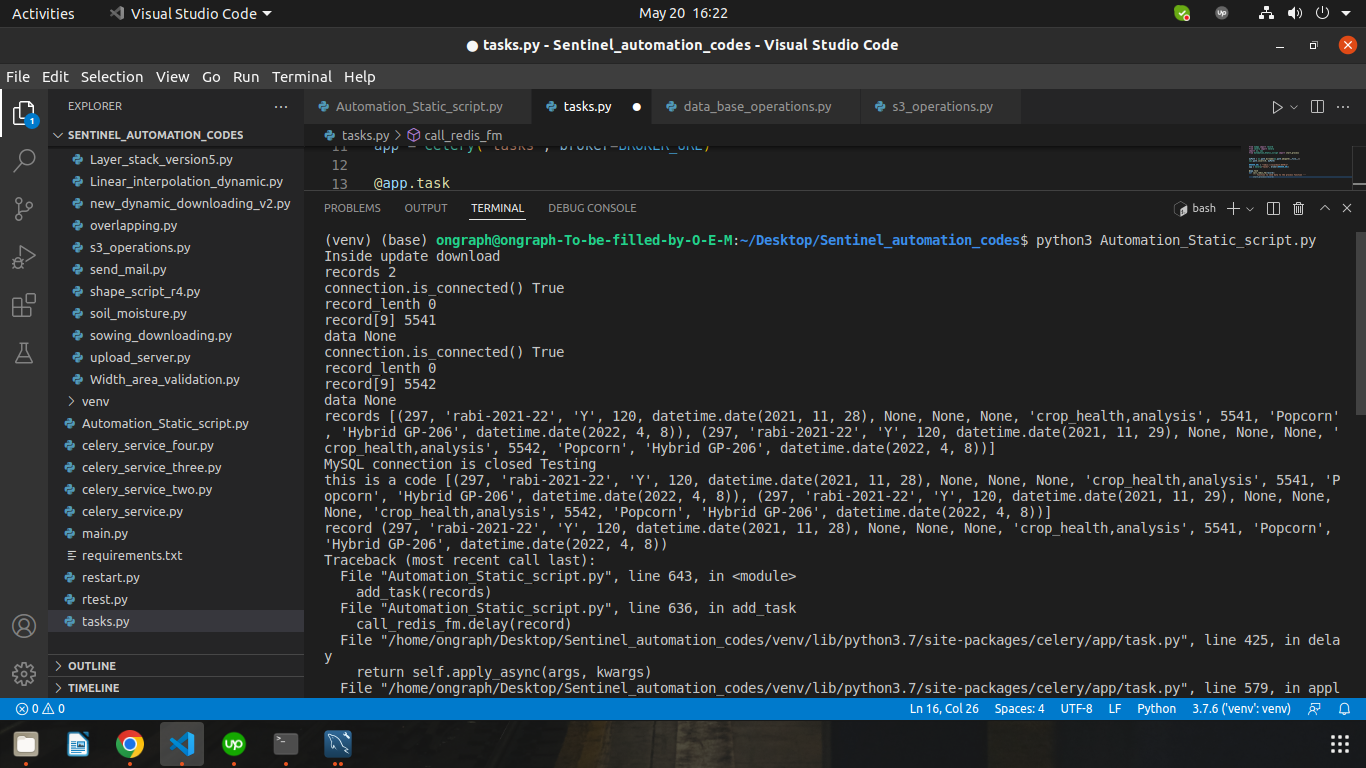 Activities
Visual Studio Code
May 20 16:22
up
tasks.py - Sentinel_automation_codes - Visual Studio Code
File Edit Selection View Go Run Terminal Help
1
EXPLORER
SENTINEL_AUTOMATION_CODES
Layer_stack_version5.py
Linear_interpolation_dynamic.py
new_dynamic_downloading_v2.py
overlapping.py
s3_operations.py
send_mail.py
shape_script_r4.py
soil_moisture.py
sowing_downloading.py
upload_server.py
Width_area_validation.py
venv
Automation_Static_script.py
celery_service_four.py
celery_service_three.py
celery_service_two.py
celery_service.py
main.py
requirements.txt
restart.py
rtest.py
tasks.py
OUTLINE
TIMELINE
Automation_Static_script.py
tasks.py
data_base_operations.py
s3_operations.py
tasks.py > call_redis_fm
11 app = Celery('tasks', broker=BROKER_URL)
12
13 @app.task
PROBLEMS OUTPUT TERMINAL DEBUG CONSOLE
bash
(venv) (base) ongraph@ongraph-To-be-filled-by-O-E-M:~/Desktop/Sentinel_automation_codes$ python3 Automation_Static_script.py
Inside update download
records 2
connection.is_connected() True
record_lenth 0
record[9] 5541
data None
connection.is_connected() True
record_lenth 0
record[9] 5542
data None
records [(297, 'rabi-2021-22', 'Y', 120, datetime.date(2021, 11, 28), None, None, None, 'crop_health,analysis', 5541, 'Popcorn'
, 'Hybrid GP-206', datetime.date(2022, 4, 8)), (297, 'rabi-2021-22', 'Y', 120, datetime.date(2021, 11, 29), None, None, None, '
crop_health,analysis', 5542, 'Popcorn', 'Hybrid GP-206', datetime.date(2022, 4, 8))]
MySQL connection is closed Testing
this is a code [(297, 'rabi-2021-22', 'Y', 120, datetime.date(2021, 11, 28), None, None, None, 'crop_health,analysis', 5541, 'P
opcorn', 'Hybrid GP-206', datetime.date(2022, 4, 8)), (297, 'rabi-2021-22', 'Y', 120, datetime.date(2021, 11, 29), None, None,
None, 'crop_health,analysis', 5542, 'Popcorn', 'Hybrid GP-206', datetime.date(2022, 4, 8))]
record (297, 'rabi-2021-22', 'Y', 120, datetime.date(2021, 11, 28), None, None, None, 'crop_health,analysis', 5541, 'Popcorn',
'Hybrid GP-206', datetime.date(2022, 4, 8))
Traceback (most recent call last):
File "Automation_Static_script.py", line 643, in <module>
add_task(records)
File "Automation_Static_script.py", line 636, in add_task
call_redis_fm.delay(record)
File "/home/ongraph/Desktop/Sentinel_automation_codes/venv/lib/python3.7/site-packages/celery/app/task.py", line 425, in dela
y
return self.apply_async(args, kwargs)
File "/home/ongraph/Desktop/Sentinel_automation_codes/venv/lib/python3.7/site-packages/celery/app/task.py", line 579, in appl
0 0
Ln 16, Col 26 Spaces: 4 UTF-8 LF Python 3.7.6 ('venv': venv)
up